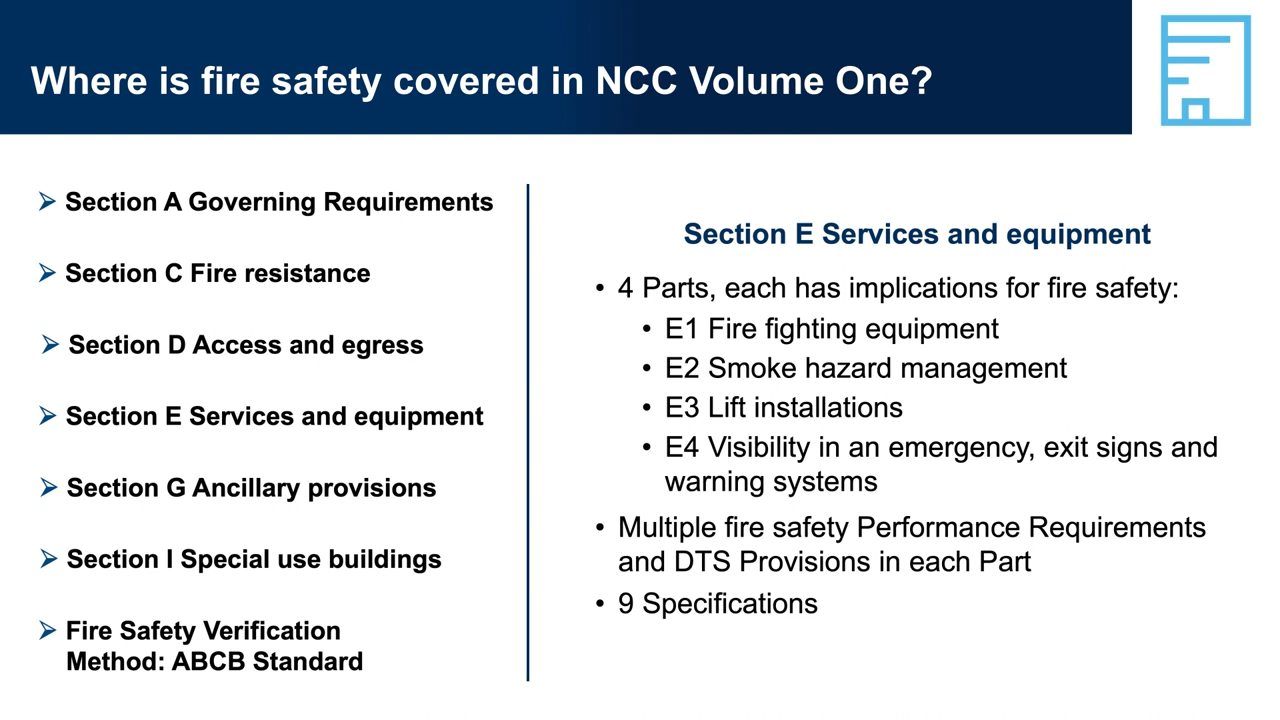 Where is fire safety covered in NCC Volume One?
Section A Governing Requirements
Section C Fire resistance
Section D Access and egress
Section E Services and equipment
Section G Ancillary provisions
Section I Special use buildings
Fire Safety Verification
Method: ABCB Standard
Section E Services and equipment
• 4 Parts, each has implications for fire safety:
• E1 Fire fighting equipment
• E2 Smoke hazard management
• E3 Lift installations
• E4 Visibility in an emergency, exit signs and
warning systems
• Multiple fire safety Performance Requirements
and DTS Provisions in each Part
• 9 Specifications